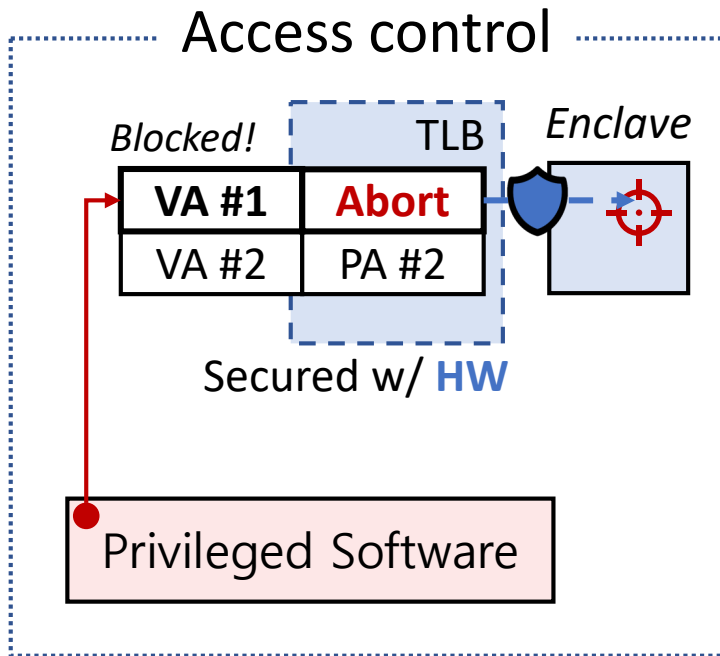 Access control
Blocked!
TLB
Enclave
VA #1
Abort
VA #2
PA #2
Secured w/ HW
Privileged Software